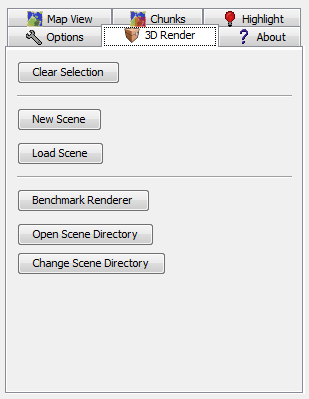 Map View Chunks Highlight
Options 3D Render ? About
Clear Selection
New Scene
Load Scene
Benchmark Renderer
Open Scene Directory
Change Scene Directory